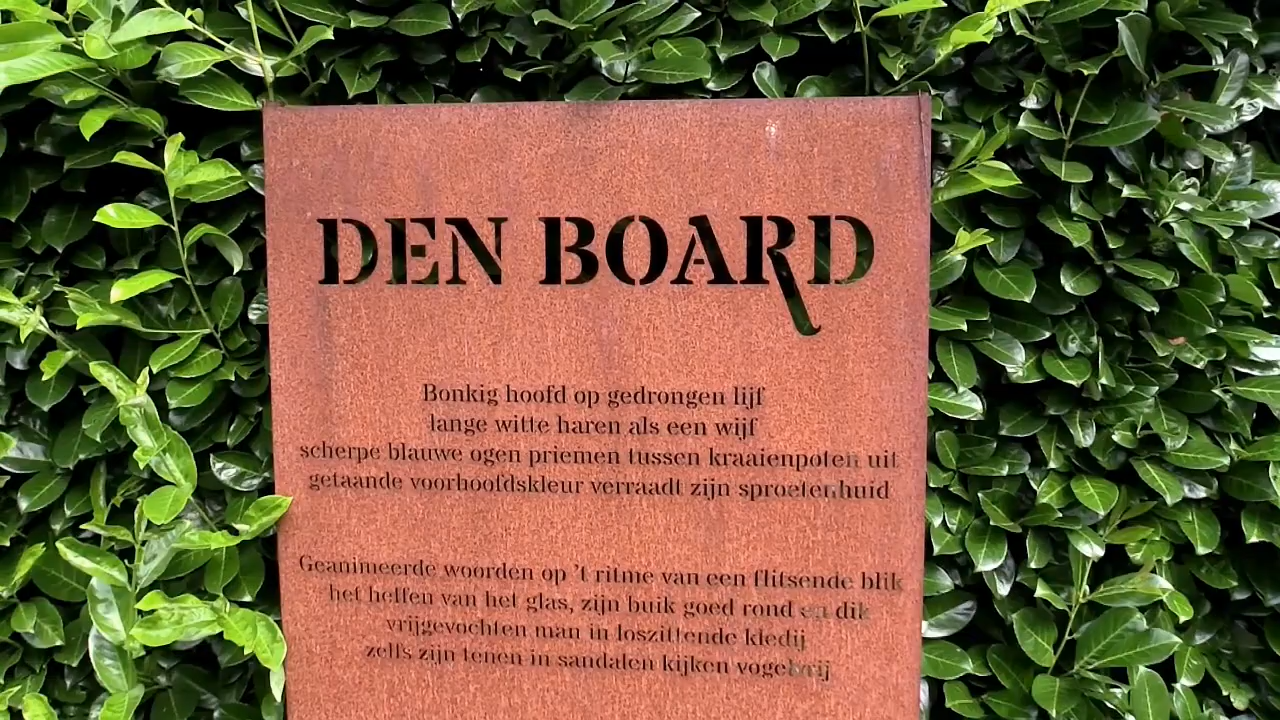 DEN BOARD
Bonkig hoofd op gedrongen lijf
lange witte haren als een wijf
scherpe blauwe ogen priemen tussen kraaienpoten uit
getaande voorhoofdskleur verraadt zijn sproetenhuid
Geanimeerde woorden op 't ritme van een flitsende blik
het heffen van het glas, zijn buik goed rond en dik
vrijgevochten man in loszittende kledij
zelfs zijn tenen in sandalen kijken vogelvrij